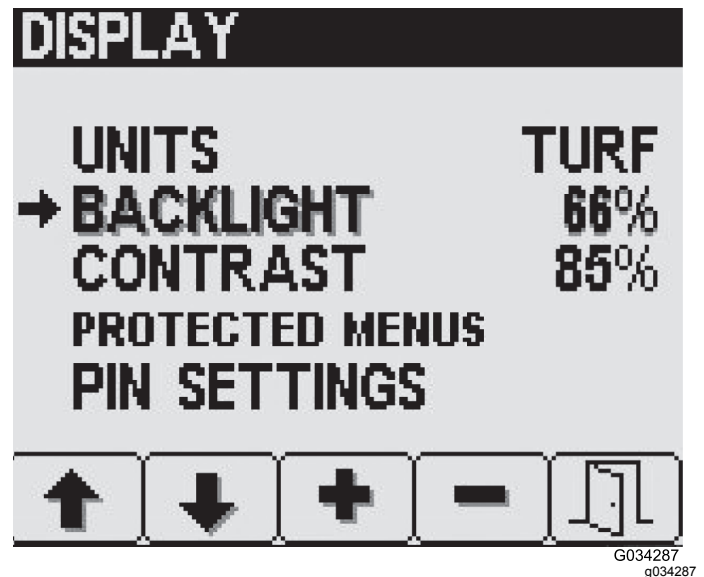 DISPLAY
UNITS TURF
BACKLIGHT 66%
CONTRAST 85%
PROTECTED MENUS
PIN SETTINGS
G034287
g034287